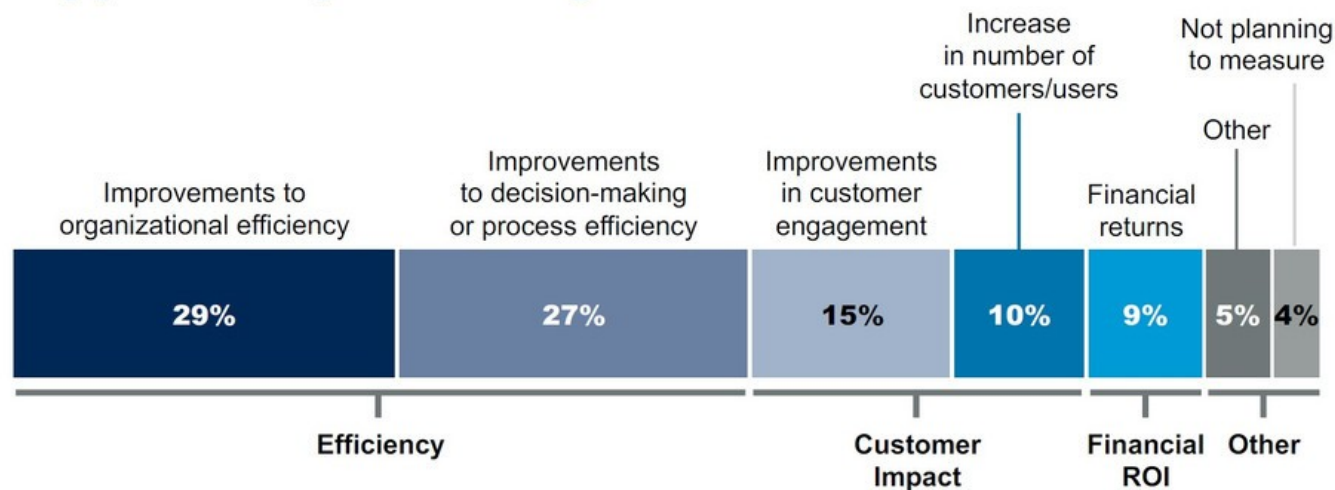 Increase
in number of
customers/users
Not planning
to measure
Other
Improvements to
organizational efficiency
Improvements
to decision-making
or process efficiency
Improvements
in customer
engagement
Financial
returns
29%
27%
15%
10%
9%
5%
4%
Efficiency
Customer
Impact
Financial
ROI
Other